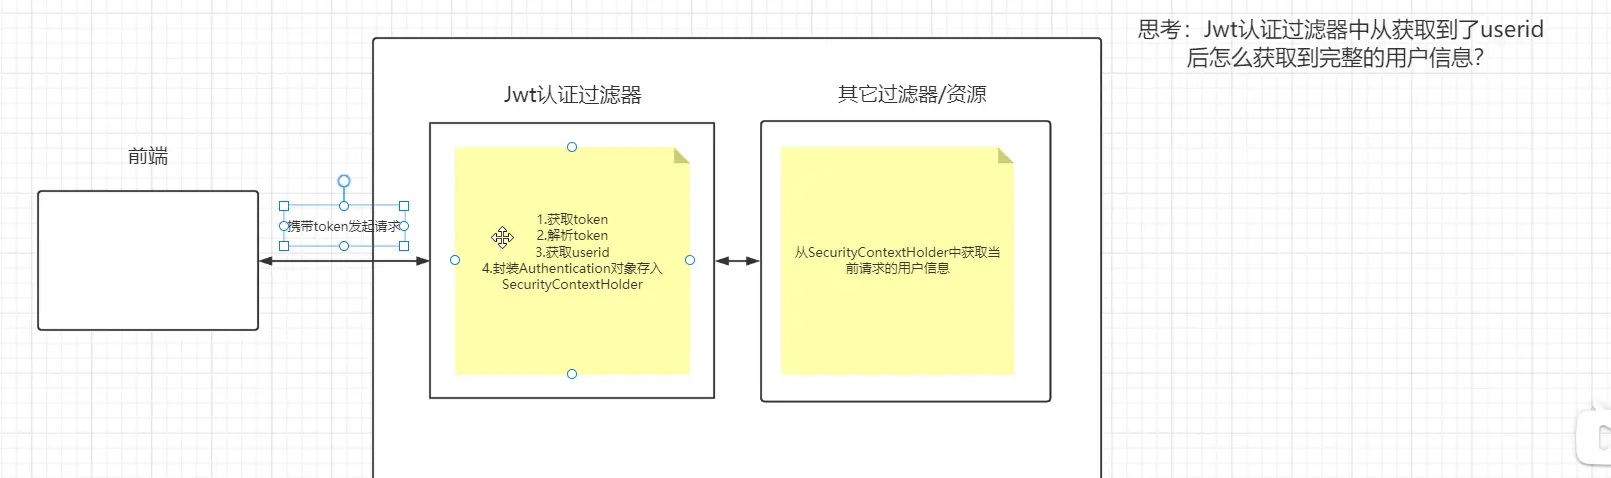 思考：Jwt认证过滤器中从获取到了userid
后怎么获取到完整的用户信息?
Jwt认证过滤器
其它过滤器/资源
前端
携带token发起请求
1.获取token
2.解析token
3.获取userid
4.封装Authentication对象存入
SecurityContextHolder
从SecurityContextHolder中获取当
前请求的用户信息